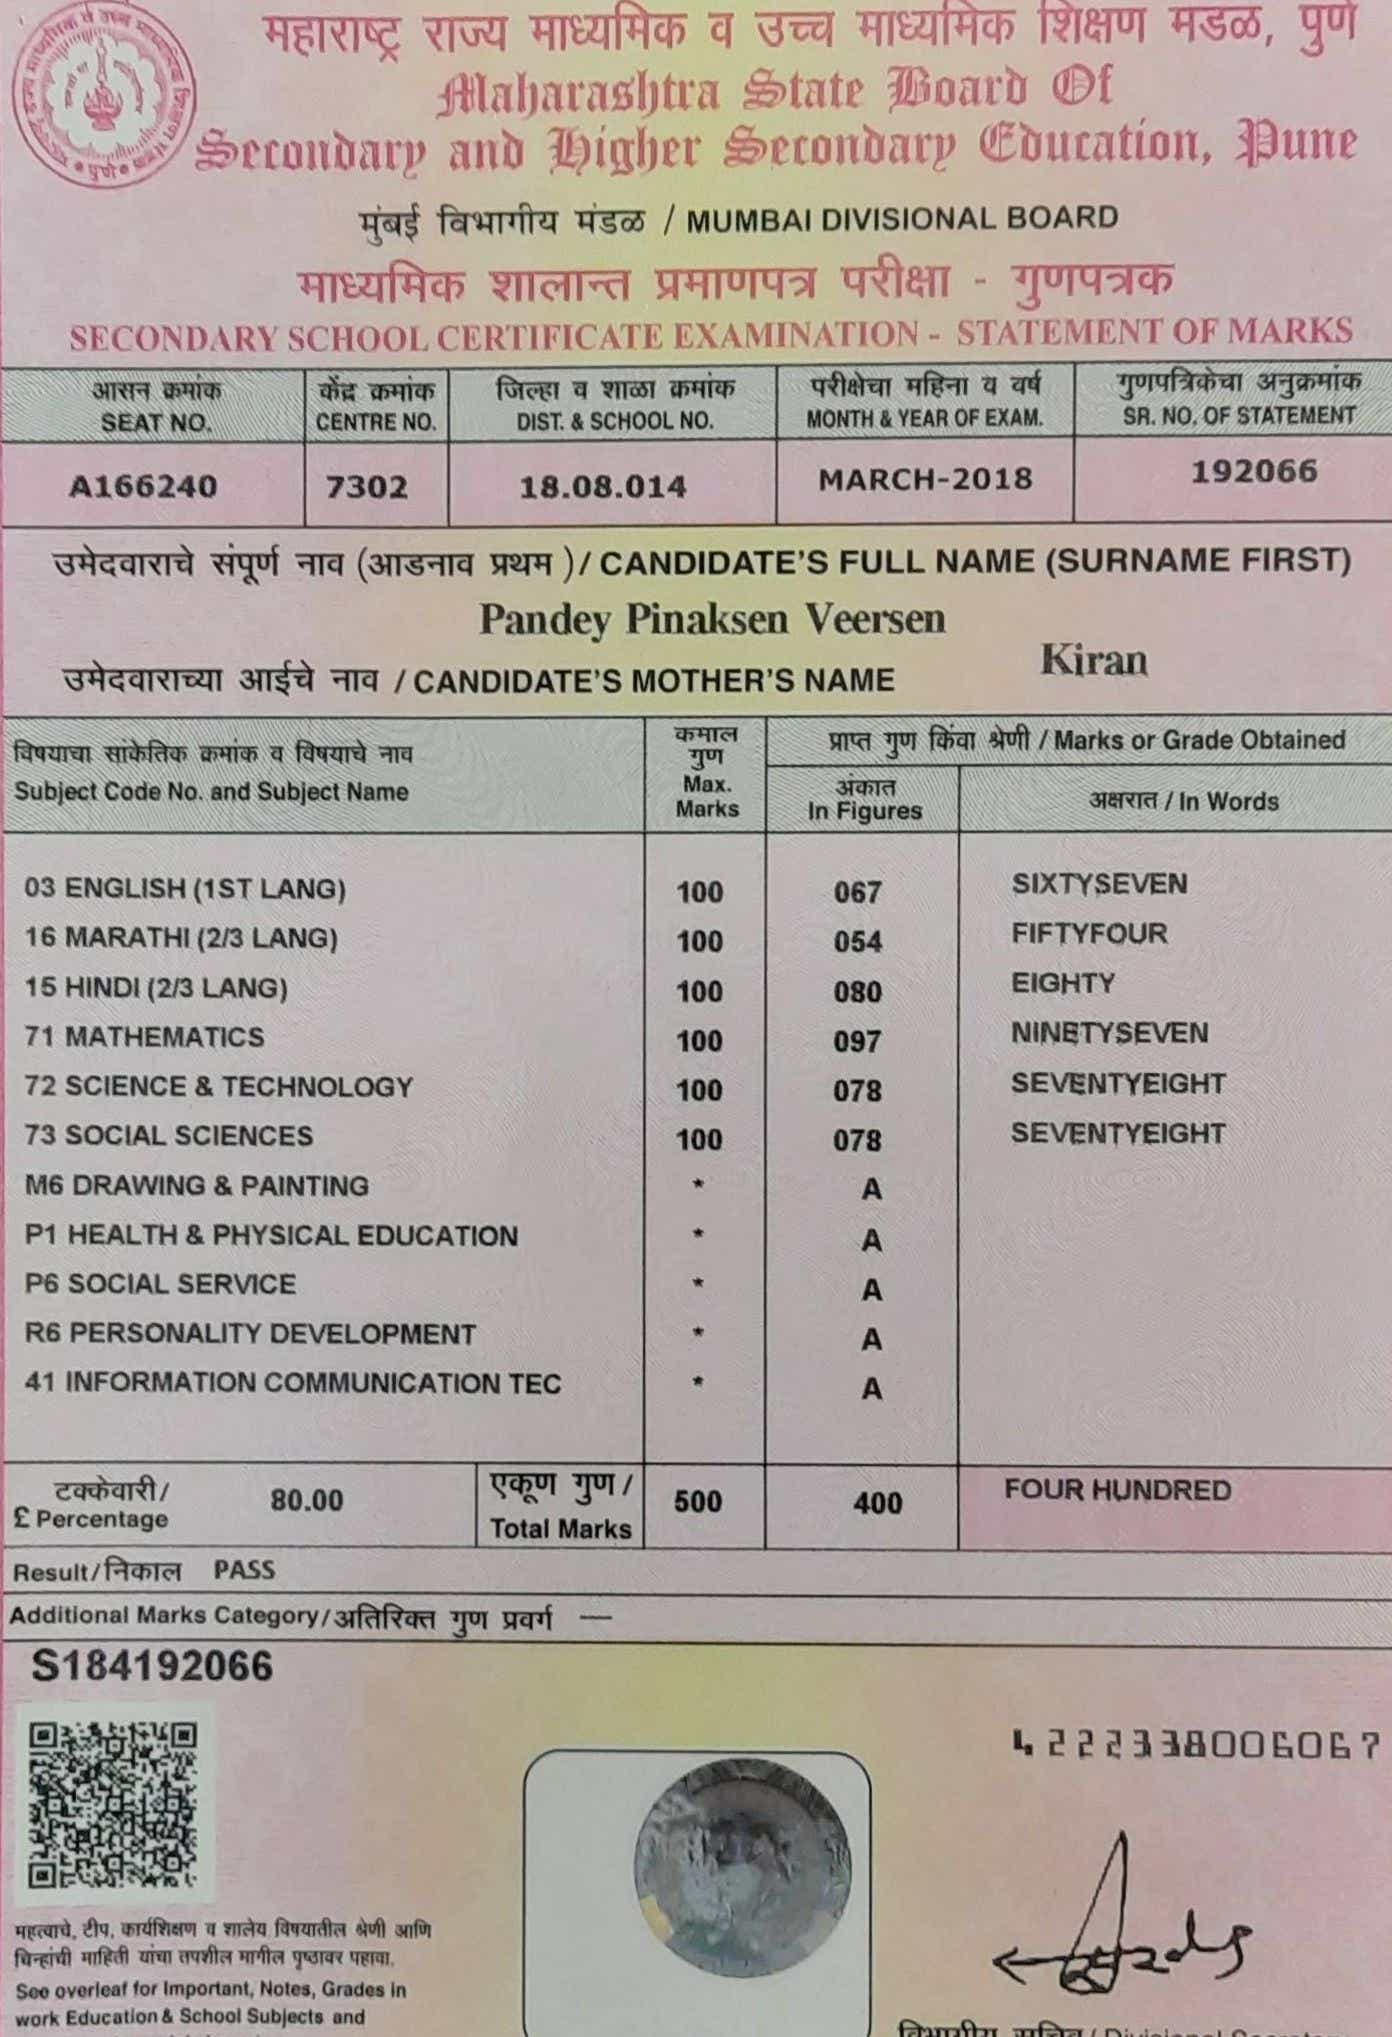 महाराष्ट्र राज्य माध्यमिक व उच्च माध्यमिक शिक्षण मडळ, पुणे
Maharashtra State Board Of
Secondary and Higher Secondary Education, Pune
मुंबई विभागीय मंडळ / MUMBAI DIVISIONAL BOARD
माध्यमिक शालान्त प्रमाणपत्र परीक्षा - गुणपत्रक
SECONDARY SCHOOL CERTIFICATE EXAMINATION - STATEMENT OF MARKS
आसन क्रमांक केंद्र क्रमांक जिल्हा व शाळा क्रमांक परीक्षेचा महिना व वर्ष गुणपत्रिकेचा अनुक्रमांक
SEAT NO. CENTRE NO. DIST. & SCHOOL NO. MONTH & YEAR OF EXAM. SR. NO. OF STATEMENT
A166240 7302 18.08.014 MARCH-2018 192066
उमेदवाराचे संपूर्ण नाव (आडनाव प्रथम )/ CANDIDATE'S FULL NAME (SURNAME FIRST)
Pandey Pinaksen Veersen
उमेदवाराच्या आईचे नाव / CANDIDATE'S MOTHER'S NAME Kiran
विषयाचा सांकेतिक क्रमांक व विषयाचे नाव
Subject Code No. and Subject Name
कमाल
गुण
Max.
Marks
प्राप्त गुण किंवा श्रेणी / Marks or Grade Obtained
अंकात
In Figures
अक्षरात / In Words
03 ENGLISH (1ST LANG) 100 067 SIXTYSEVEN
16 MARATHI (2/3 LANG) 100 054 FIFTYFOUR
15 HINDI (2/3 LANG) 100 080 EIGHTY
71 MATHEMATICS 100 097 NINETYSEVEN
72 SCIENCE & TECHNOLOGY 100 078 SEVENTYEIGHT
73 SOCIAL SCIENCES 100 078 SEVENTYEIGHT
M6 DRAWING & PAINTING * A
P1 HEALTH & PHYSICAL EDUCATION * A
P6 SOCIAL SERVICE * A
R6 PERSONALITY DEVELOPMENT * A
41 INFORMATION COMMUNICATION TEC * A
टक्केवारी/
£ Percentage
80.00
एकूण गुण/
Total Marks
500 400 FOUR HUNDRED
Result/निकाल PASS
Additional Marks Category/अतिरिक्त गुण प्रवर्ग —
S184192066
4222338006067
महत्वाचे, टीप, कार्यशिक्षण व शालेय विषयातील श्रेणी आणि
चिन्हांची माहिती यांचा तपशील मागील पृष्ठावर पहावा.
See overleaf for Important, Notes, Grades in
work Education & School Subjects and
विभागीय सचिव / Divisional Secretary